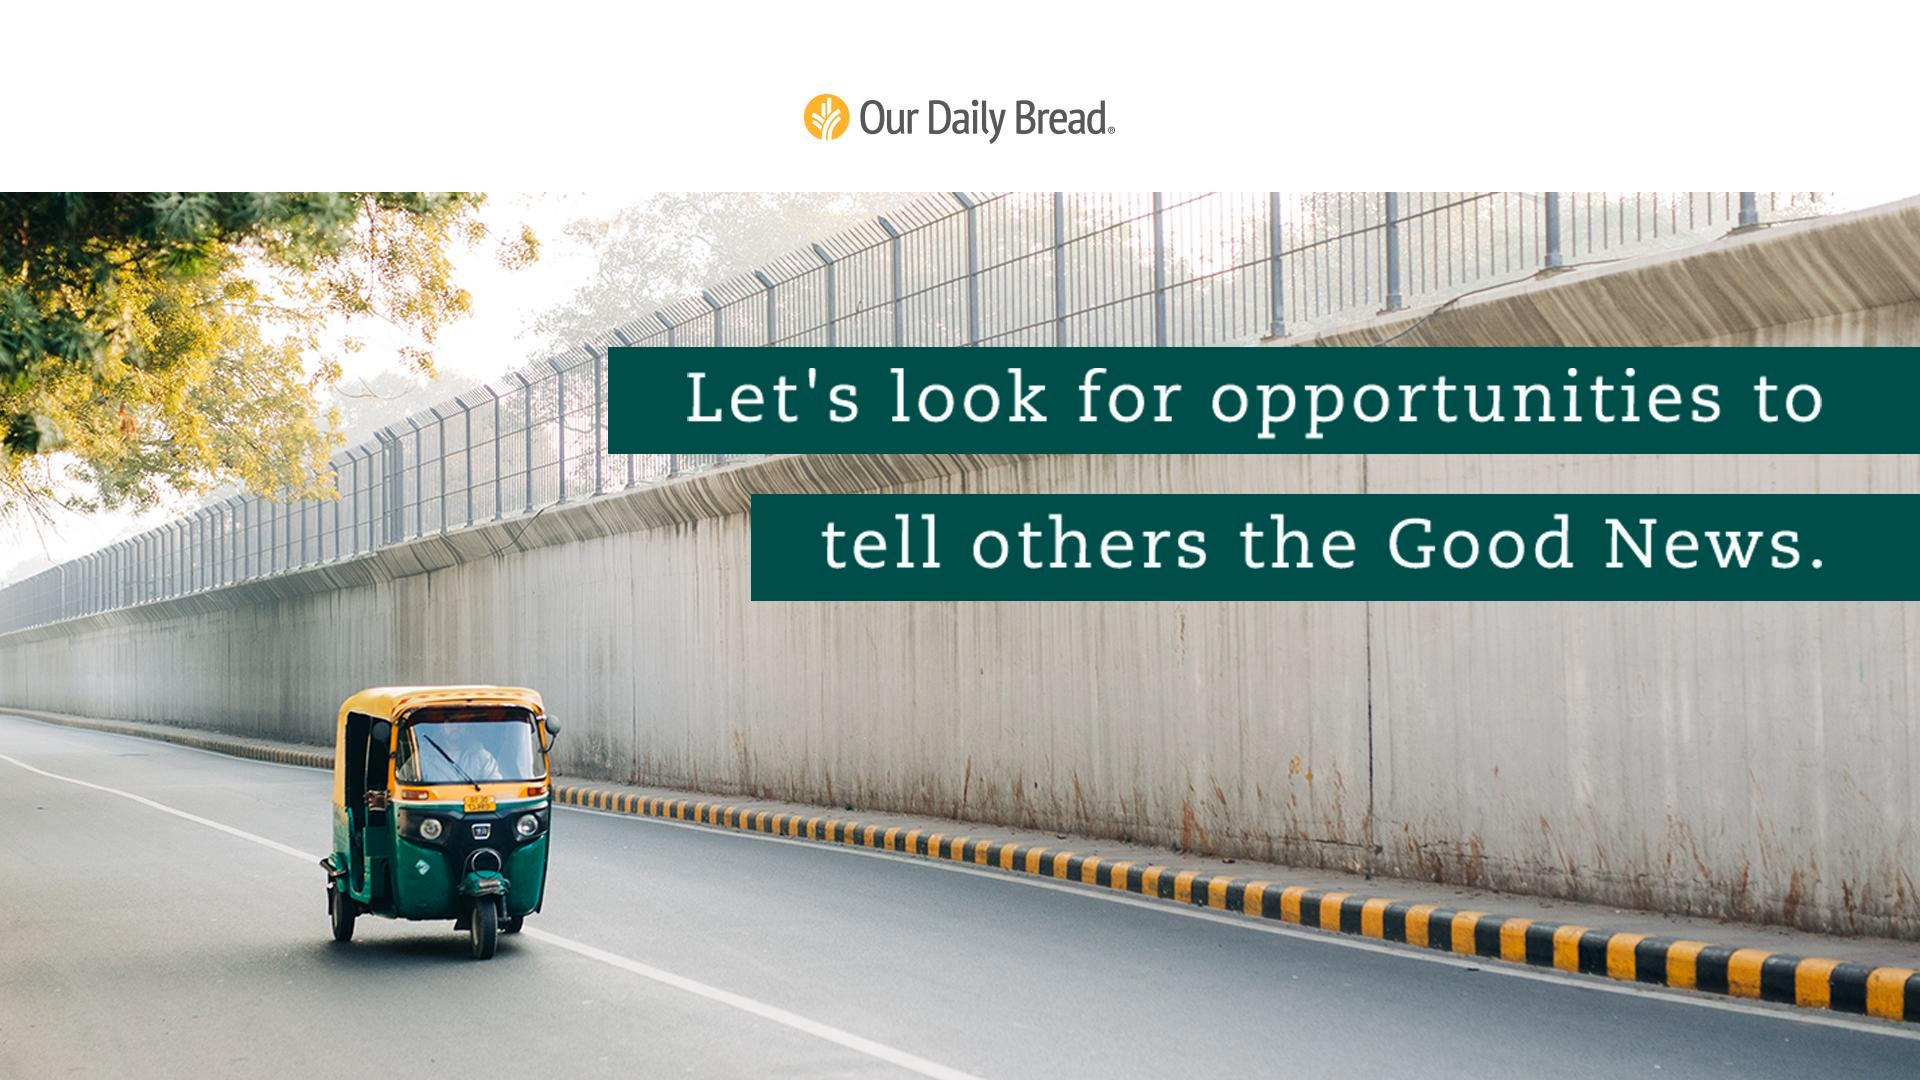 Our Daily Bread®
Let's look for opportunities to
tell others the Good News.